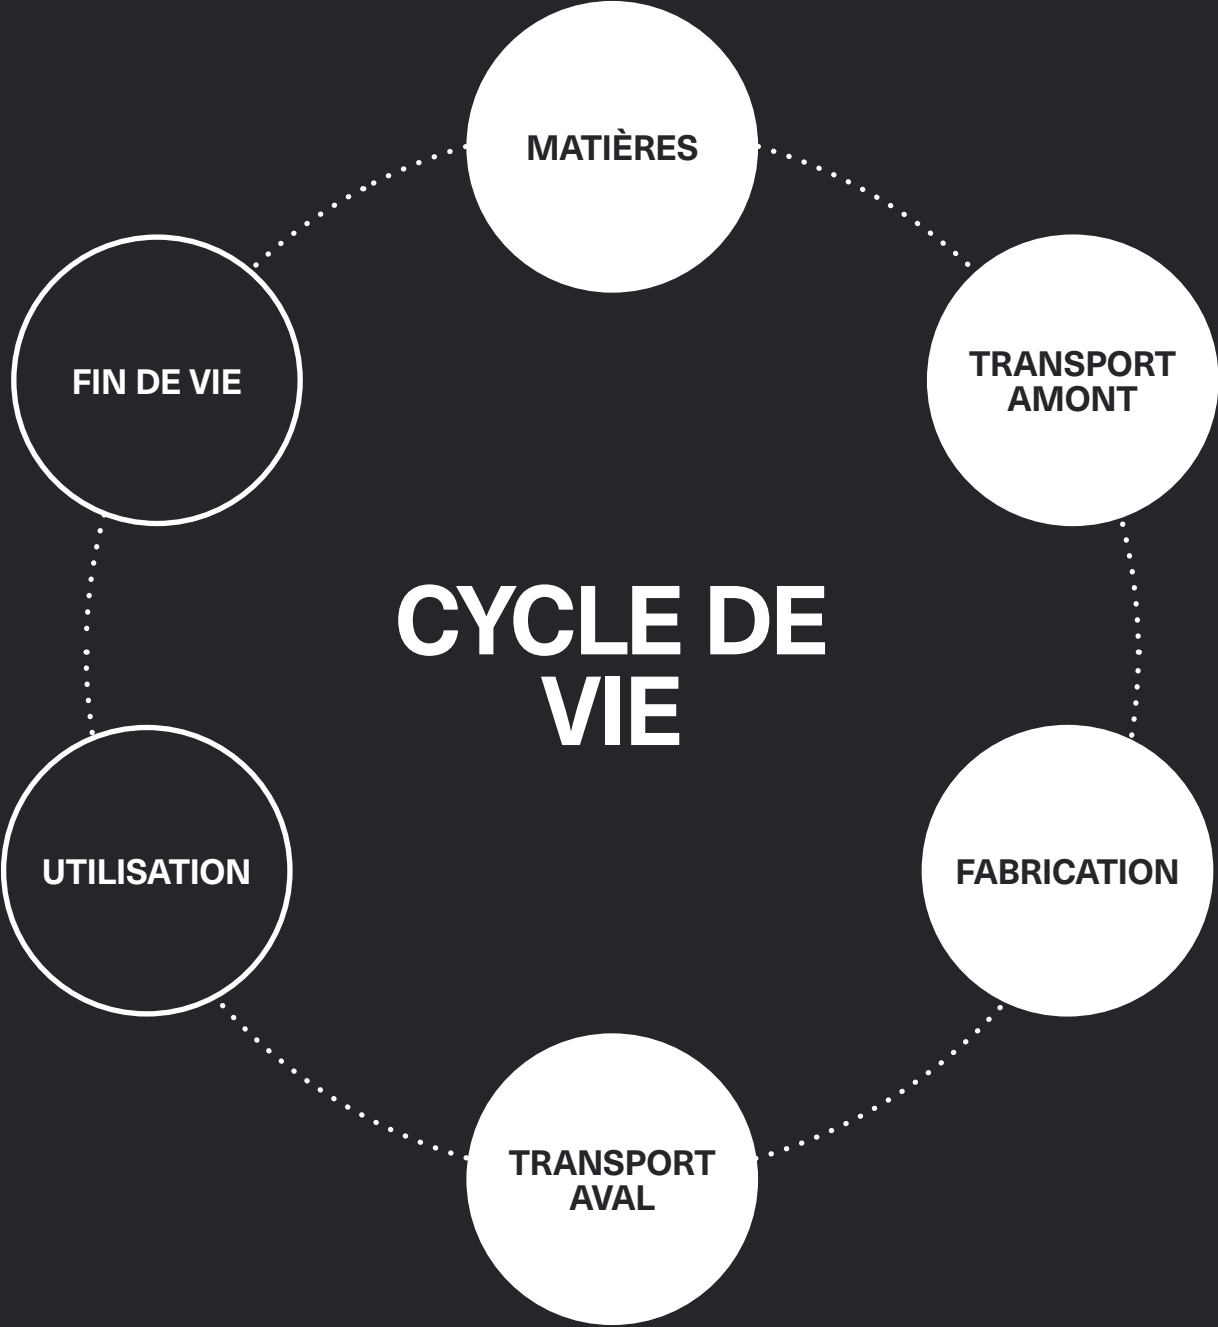 MATIÈRES
TRANSPORT
AMONT
FIN DE VIE
CYCLE DE
VIE
UTILISATION
FABRICATION
TRANSPORT
AVAL